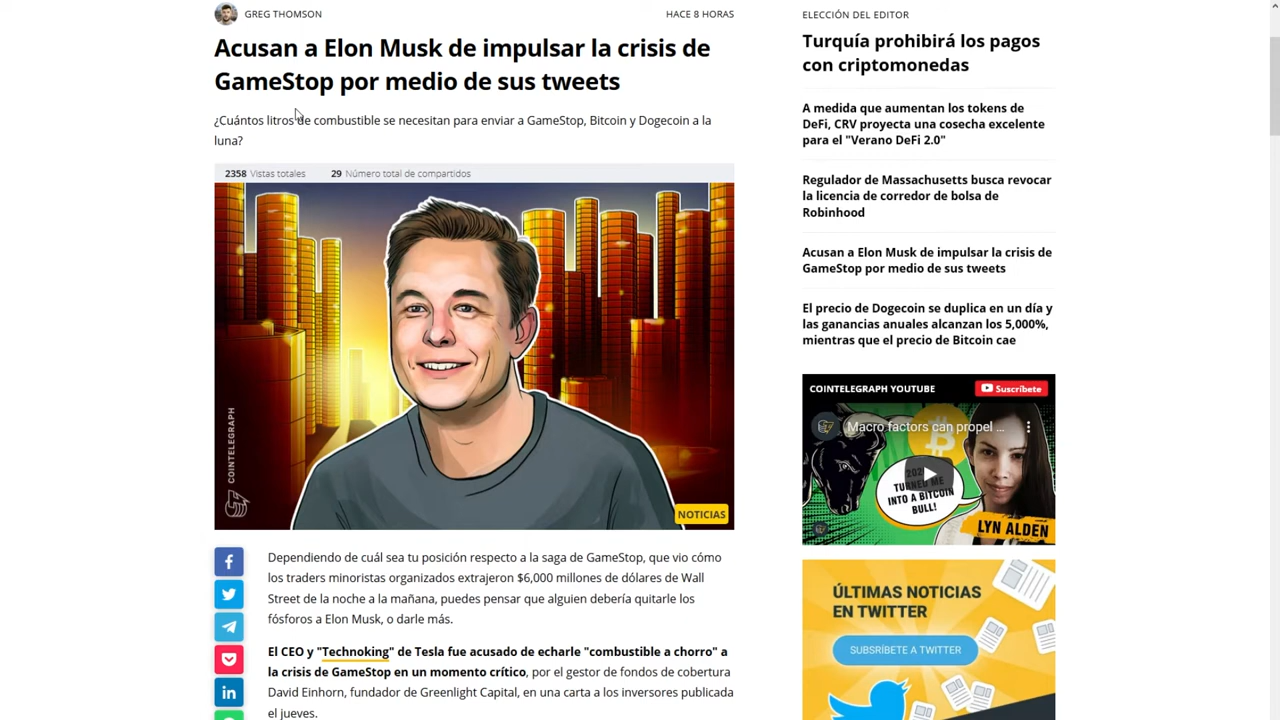 GREG THOMSON
HACE 8 HORAS
Acusan a Elon Musk de impulsar la crisis de
GameStop por medio de sus tweets
¿Cuántos litros de combustible se necesitan para enviar a GameStop, Bitcoin y Dogecoin a la
luna?
2358 Vistas totales
29 Número total de compartidos
COINTELEGRAPH
NOTICIAS
Dependiendo de cuál sea tu posición respecto a la saga de GameStop, que vio cómo
los traders minoristas organizados extrajeron $6,000 millones de dólares de Wall
Street de la noche a la mañana, puedes pensar que alguien debería quitarle los
fósforos a Elon Musk, o darle más.
El CEO y "Technoking" de Tesla fue acusado de echarle "combustible a chorro" a
la crisis de GameStop en un momento crítico, por el gestor de fondos de cobertura
David Einhorn, fundador de Greenlight Capital, en una carta a los inversores publicada
el jueves.
ELECCIÓN DEL EDITOR
Turquía prohibirá los pagos
con criptomonedas
A medida que aumentan los tokens de
DeFi, CRV proyecta una cosecha excelente
para el "Verano DeFi 2.0"
Regulador de Massachusetts busca revocar
la licencia de corredor de bolsa de
Robinhood
Acusan a Elon Musk de impulsar la crisis de
GameStop por medio de sus tweets
El precio de Dogecoin se duplica en un día y
las ganancias anuales alcanzan los 5,000%,
mientras que el precio de Bitcoin cae
COINTELEGRAPH YOUTUBE
Suscríbete
Macro factors can propel ...
2020
TURNED ME
INTO A BITCOIN
BULL!
LYN ALDEN
ÚLTIMAS NOTICIAS
EN TWITTER
SUBSRÍBETE A TWITTER